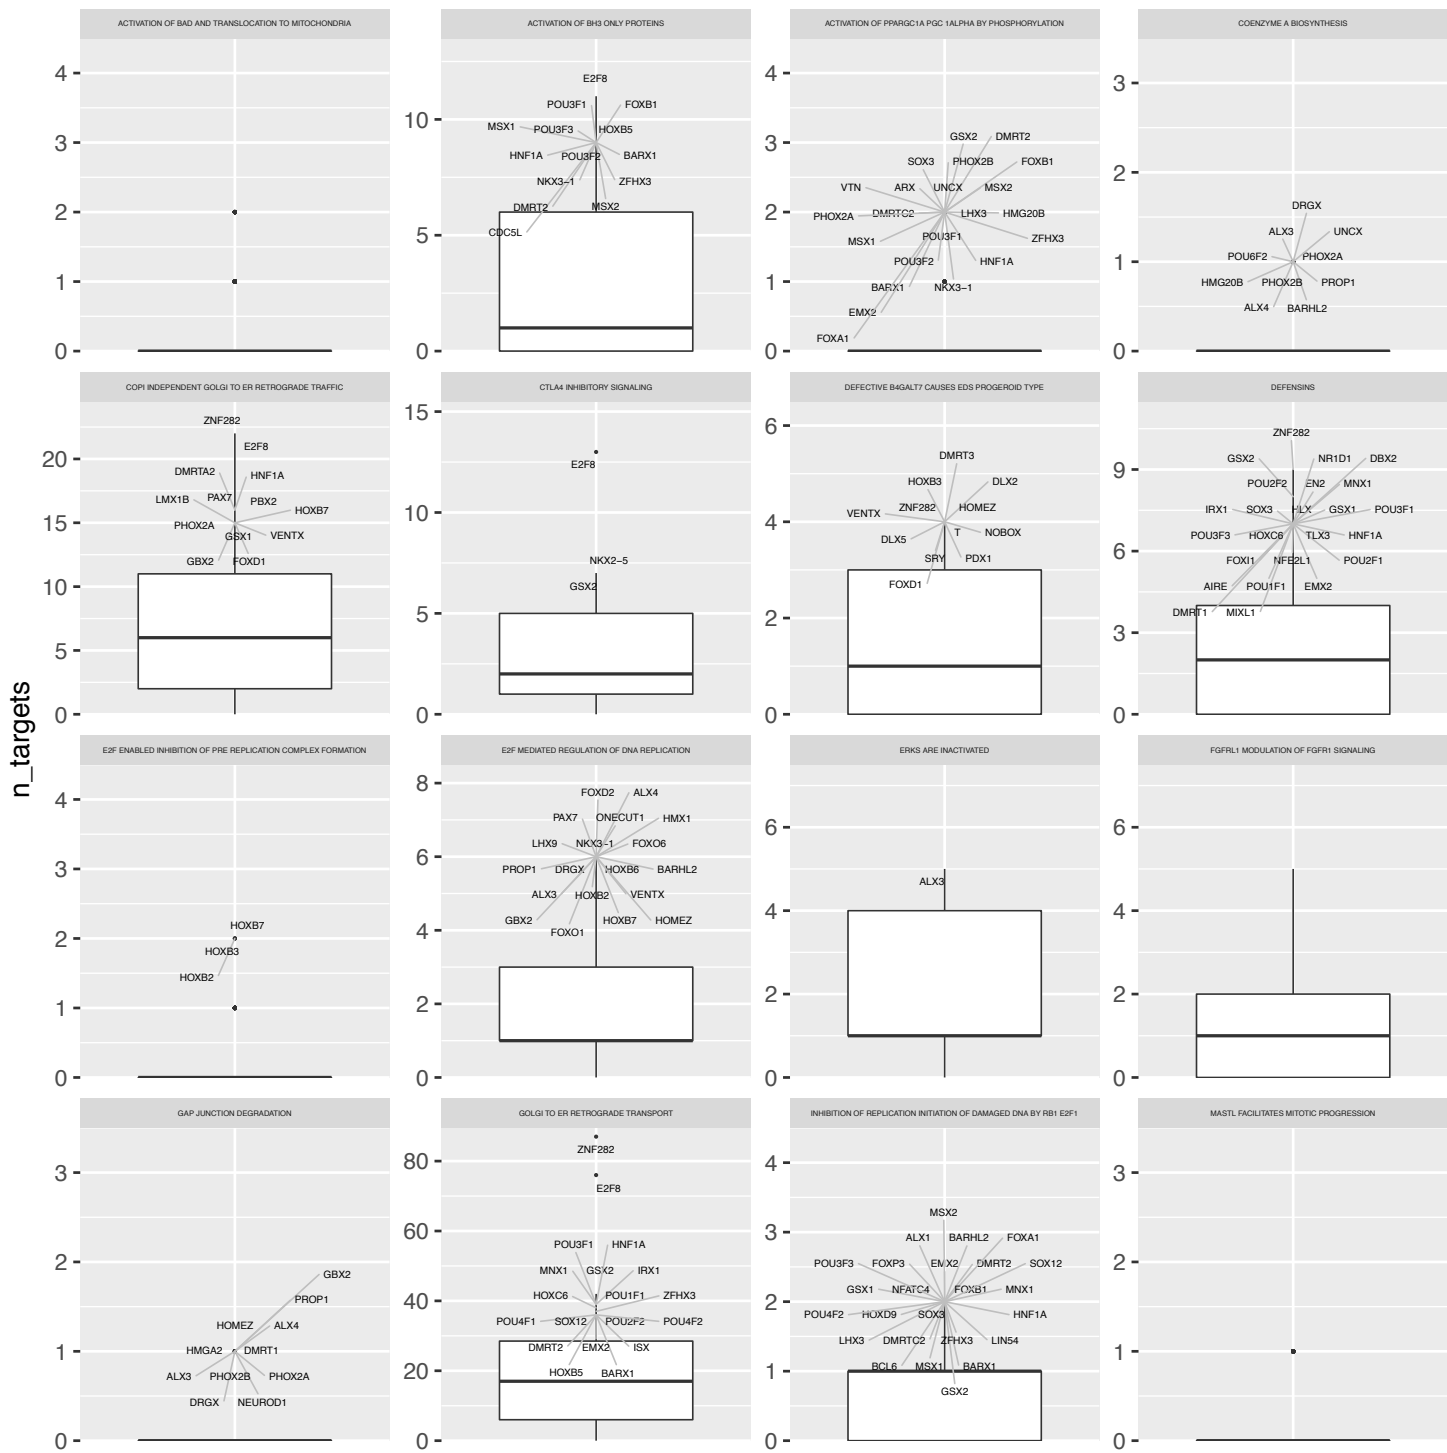 n_targets
ACTIVATION OF BAD AND TRANSLOCATION TO MITOCHONDRIA
4
3
2
1
0
ACTIVATION OF BH3 ONLY PROTEINS
10
5
0
E2F8
POU3F1 FOXB1
MSX1 POU3F3 HOXB5
HNF1A POU3F2 BARX1
NKX3−1 ZFHX3
DMRT2 MSX2
CDC5L
ACTIVATION OF PPARGC1A PGC 1ALPHA BY PHOSPHORYLATION
4
3
2
1
0
GSX2 DMRT2
SOX3 PHOX2B FOXB1
VTN ARX UNCX MSX2
PHOX2A DMRTC2 LHX3 HMG20B
MSX1 POU3F1 ZFHX3
POU3F2 HNF1A
BARX1 NKX3−1
EMX2
FOXA1
COENZYME A BIOSYNTHESIS
3
2
1
0
DRGX
ALX3 UNCX
POU6F2 PHOX2A
HMG20B PHOX2B PROP1
ALX4 BARHL2
COPI INDEPENDENT GOLGI TO ER RETROGRADE TRAFFIC
20
15
10
5
0
ZNF282
E2F8
DMRTA2 HNF1A
LMX1B PAX7 PBX2
HOXB7
PHOX2A GSX1 VENTX
GBX2 FOXD1
CTLA4 INHIBITORY SIGNALING
15
10
5
0
E2F8
NKX2−5
GSX2
DEFECTIVE B4GALT7 CAUSES EDS PROGEROID TYPE
6
4
2
0
DMRT3
HOXB3 DLX2
VENTX ZNF282 HOMEZ
DLX5 T NOBOX
SRY PDX1
FOXD1
DEFENSINS
9
6
3
0
ZNF282
GSX2 NR1D1 DBX2
POU2F2 EN2 MNX1
IRX1 SOX3 HLX GSX1 POU3F1
POU3F3 HOXC6 TLX3 HNF1A
FOXI1 NFE2L1 POU2F1
AIRE POU1F1 EMX2
DMRT1 MIXL1
E2F ENABLED INHIBITION OF PRE REPLICATION COMPLEX FORMATION
4
3
2
1
0
HOXB7
HOXB3
HOXB2
E2F MEDIATED REGULATION OF DNA REPLICATION
8
6
4
2
0
FOXD2 ALX4
PAX7 ONECUT1 HMX1
LHX9 NKX3−1 FOXO6
PROP1 DRGX HOXB6 BARHL2
ALX3 HOXB2 VENTX
GBX2 HOXB7 HOMEZ
FOXO1
ERKS ARE INACTIVATED
6
4
2
0
ALX3
FGFRL1 MODULATION OF FGFR1 SIGNALING
6
4
2
0
GAP JUNCTION DEGRADATION
3
2
1
0
GBX2
PROP1
HOMEZ ALX4
HMGA2 DMRT1
ALX3 PHOX2B PHOX2A
DRGX NEUROD1
GOLGI TO ER RETROGRADE TRANSPORT
80
60
40
20
0
ZNF282
E2F8
POU3F1 HNF1A
MNX1 GSX2 IRX1
HOXC6 POU1F1 ZFHX3
POU4F1 SOX12 POU2F2 POU4F2
DMRT2 EMX2 ISX
HOXB5 BARX1
INHIBITION OF REPLICATION INITIATION OF DAMAGED DNA BY RB1 E2F1
4
3
2
1
0
MSX2
ALX1 BARHL2 FOXA1
POU3F3 FOXP3 EMX2 DMRT2 SOX12
GSX1 NFATC4 FOXB1 MNX1
POU4F2 HOXD9 SOX3 HNF1A
LHX3 DMRTC2 ZFHX3 LIN54
BCL6 MSX1 BARX1
GSX2
MASTL FACILITATES MITOTIC PROGRESSION
3
2
1
0